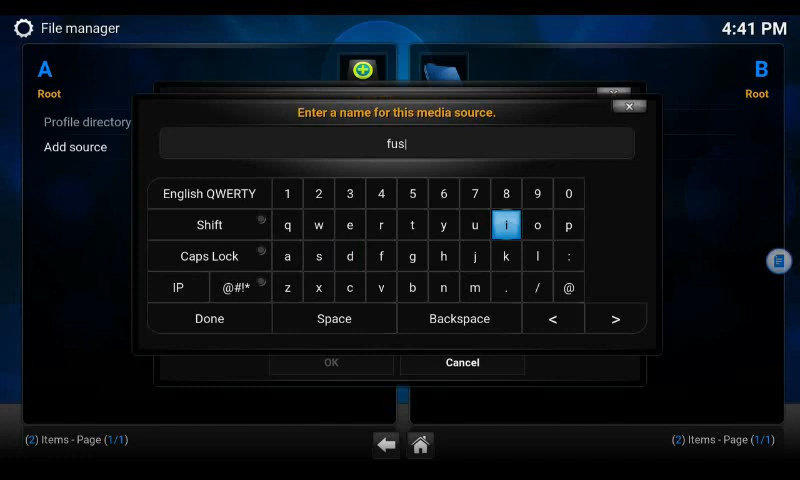 File manager
4:41 PM
A
B
Root
Root
Profile directory
Add source
Enter a name for this media source.
fus
English QWERTY 1 2 3 4 5 6 7 8 9 0
Shift q w e r t y u i o p
Caps Lock a s d f g h j k l :
IP @#!* z x c v b n m . / @
Done Space Backspace < >
OK Cancel
(2) Items - Page (1/1)
(2) Items - Page (1/1)